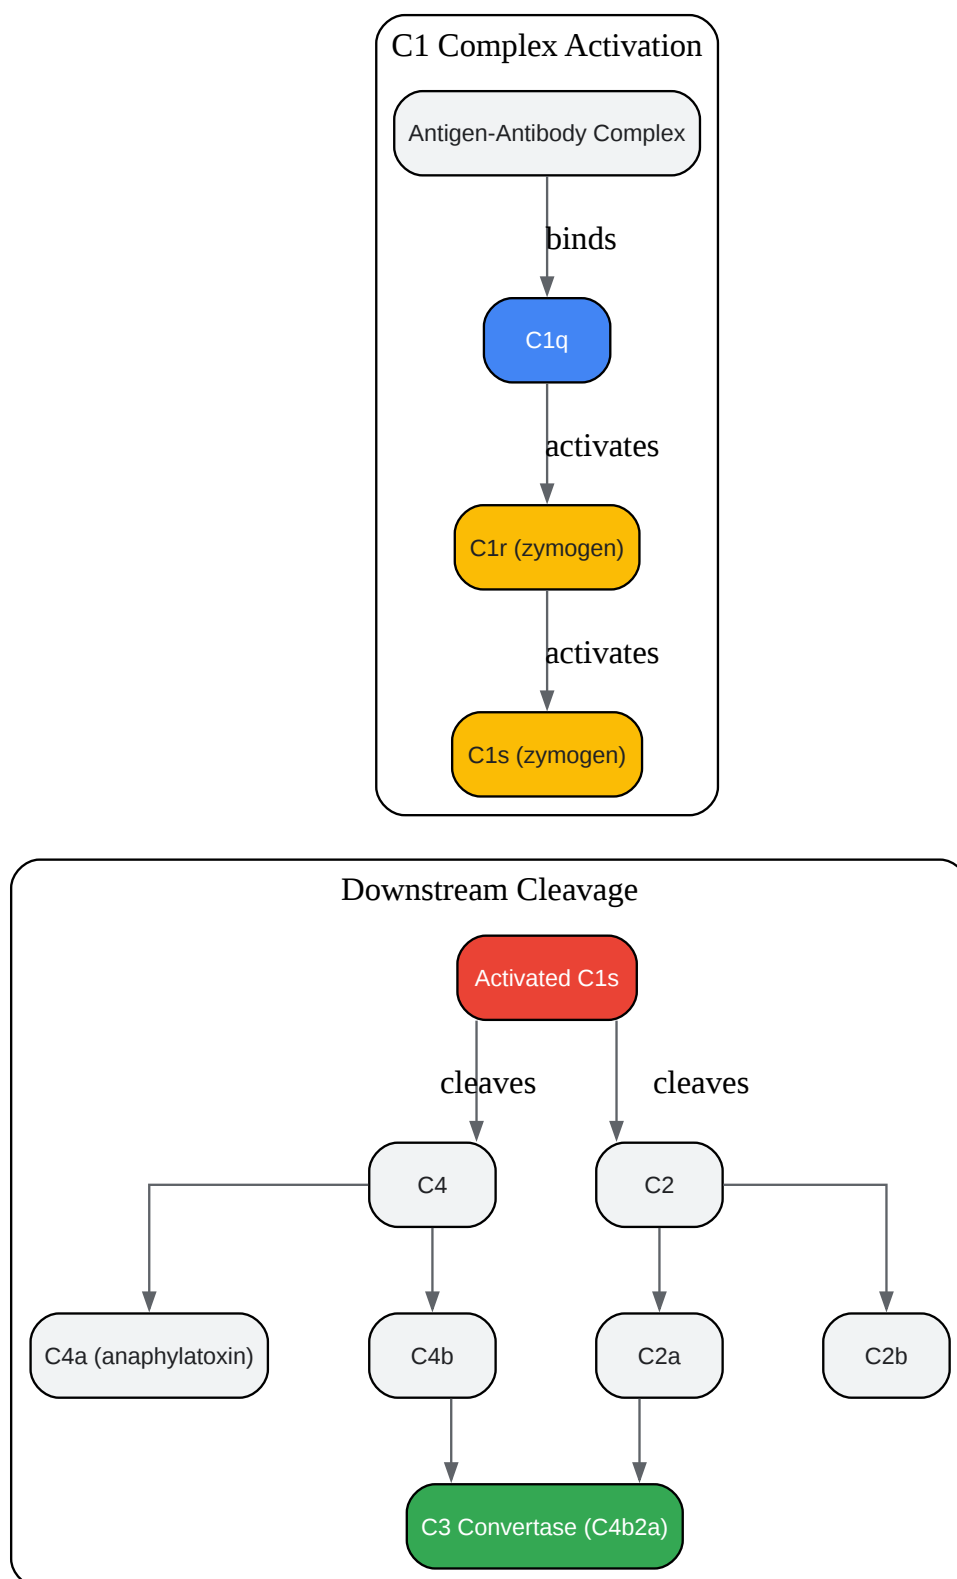 C1 Complex Activation
Antigen-Antibody Complex
binds
C1q
activates
C1r (zymogen)
activates
C1s (zymogen)
Downstream Cleavage
Activated C1s
cleaves
cleaves
C4
C2
C4a (anaphylatoxin)
C4b
C2a
C2b
C3 Convertase (C4b2a)